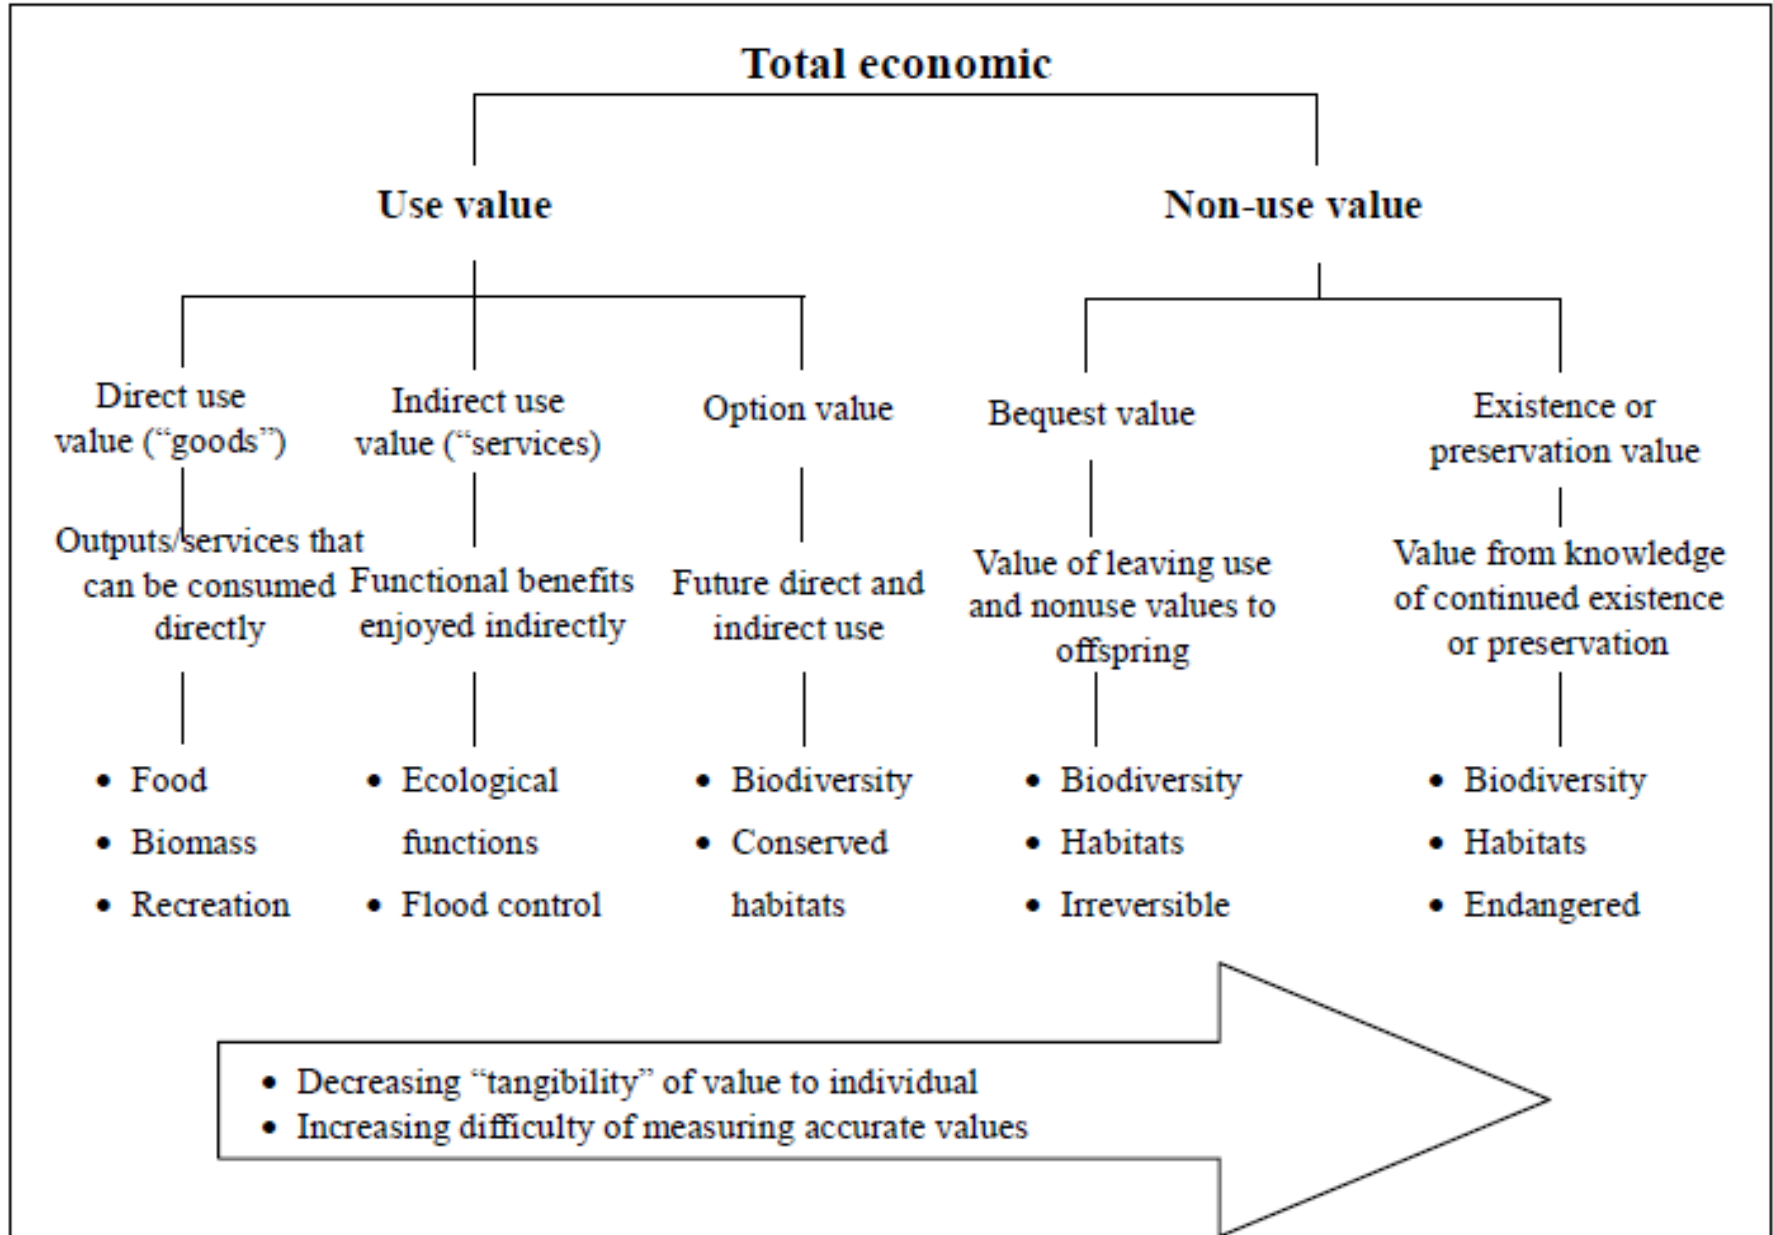 Total economic
Use value
Non-use value
Direct use
value (“goods”)
Indirect use
value (“services)
Option value
Bequest value
Existence or
preservation value
Outputs/services that
can be consumed
directly
Functional benefits
enjoyed indirectly
Future direct and
indirect use
Value of leaving use
and nonuse values to
offspring
Value from knowledge
of continued existence
or preservation
• Food
• Biomass
• Recreation
• Ecological
functions
• Flood control
• Biodiversity
• Conserved
habitats
• Biodiversity
• Habitats
• Irreversible
• Biodiversity
• Habitats
• Endangered
• Decreasing “tangibility” of value to individual
• Increasing difficulty of measuring accurate values